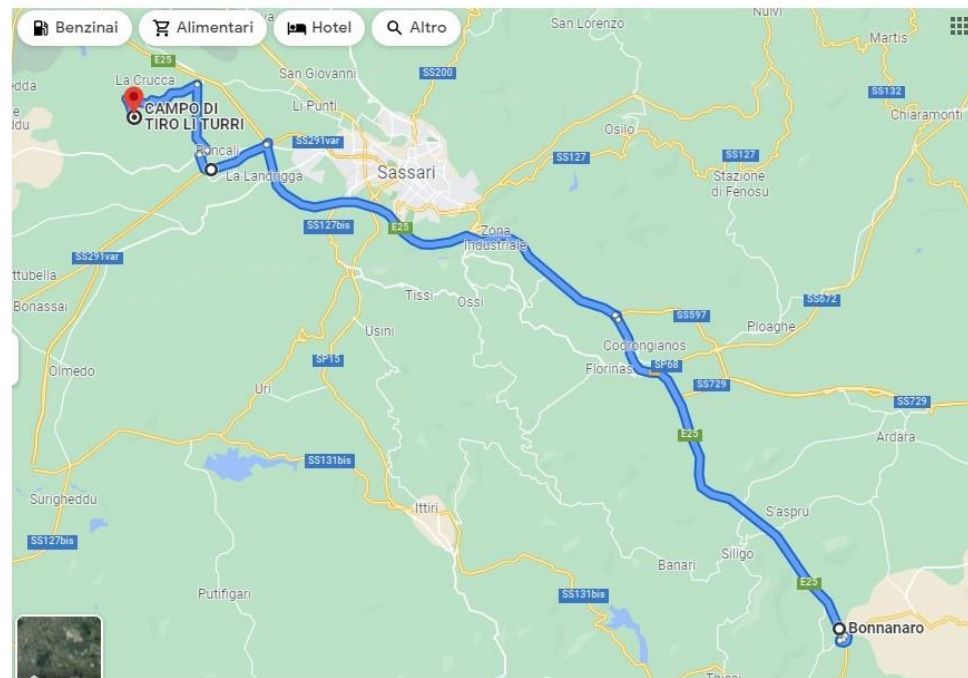 Benzinai
Alimentari
Hotel
Altro
San Lorenzo
Nulvi
Martis
E25
La Crucca
San Giovanni
SS200
SS132
Li Punti
CAMPO DI
TIRO LI TURRI
Chiaramonti
Osilo
SS291var
SS127
SS127
Bancali
La Landrigga
Sassari
Stazione
di Fenosu
SS127bis
E25
Zona
Industriale
SS291var
Bonassai
Tissi
Ossi
SS672
SS597
Ploaghe
Usini
Codrongianos
Olmedo
SP15
Florinas
SP68
SS729
Uri
SS729
E25
Ardara
SS131bis
Surigheddu
Ittiri
S'aspru
SS127bis
Siligo
Banari
E25
Putifigari
SS131bis
Bonnanaro